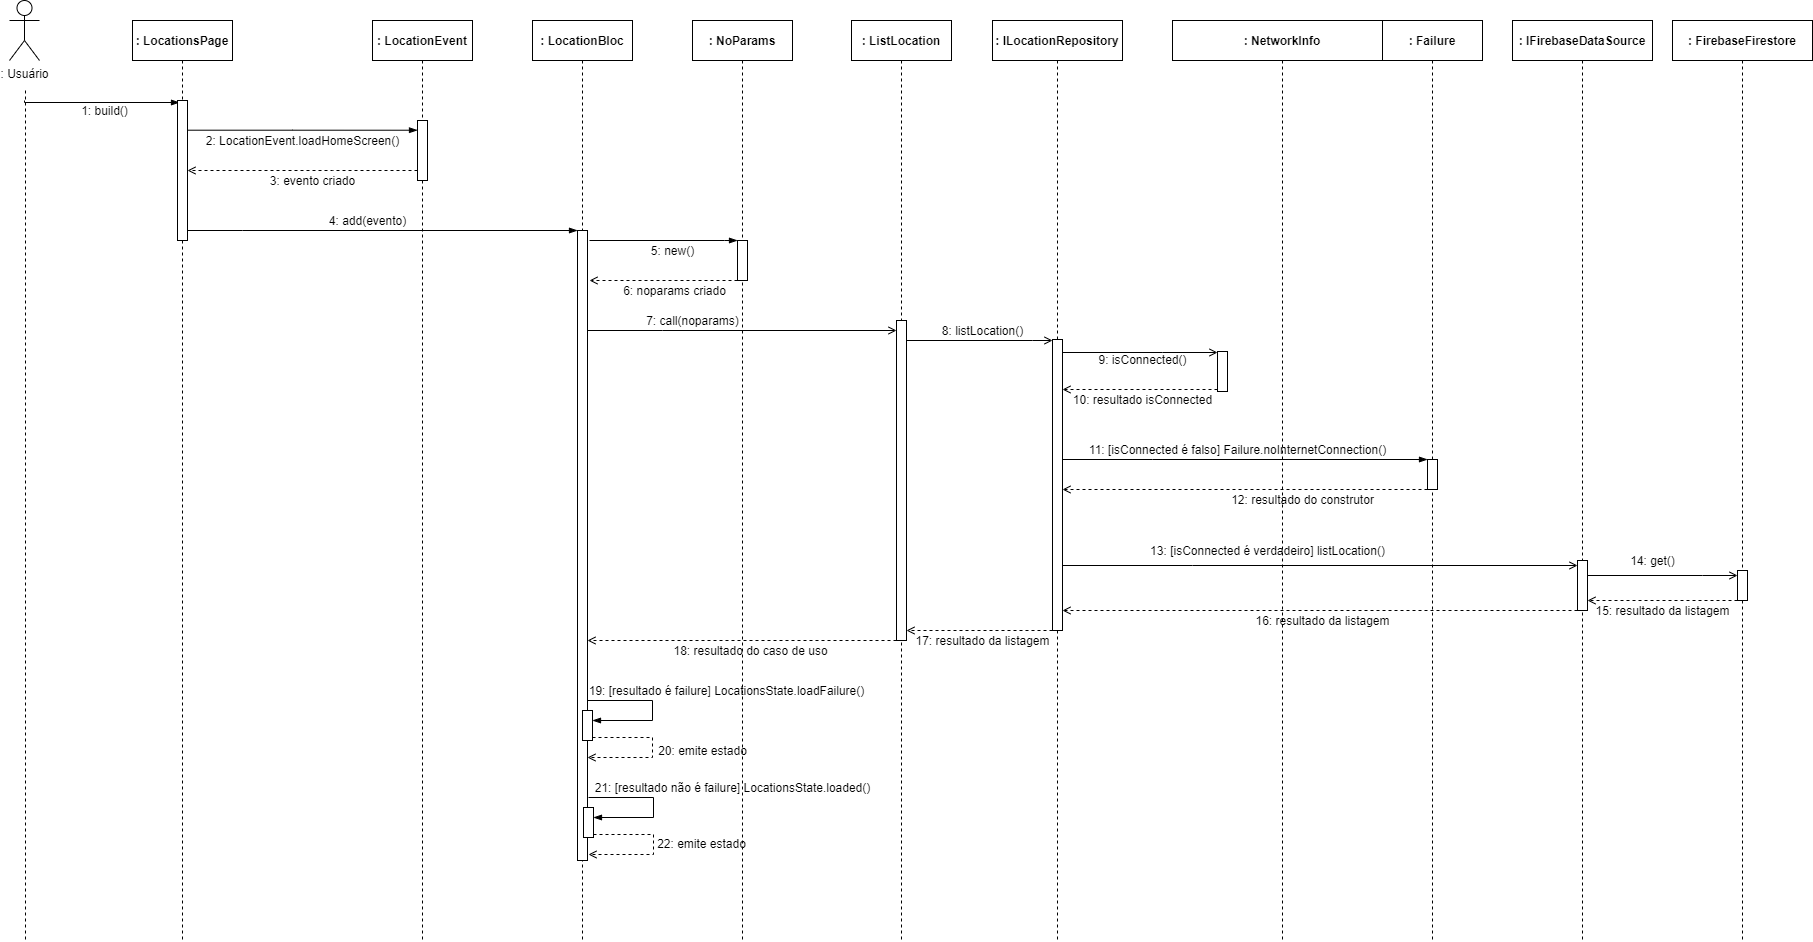 : Usuário
: LocationsPage
: LocationEvent
: LocationBloc
: NoParams
: ListLocation
: ILocationRepository
: NetworkInfo
: Failure
: IFirebaseDataSource
: FirebaseFirestore
1: build()
2: LocationEvent.loadHomeScreen()
3: evento criado
4: add(evento)
5: new()
6: noparams criado
7: call(noparams)
8: listLocation()
9: isConnected()
10: resultado isConnected
11: [isConnected é falso] Failure.noInternetConnection()
12: resultado do construtor
13: [isConnected é verdadeiro] listLocation()
14: get()
15: resultado da listagem
16: resultado da listagem
17: resultado da listagem
18: resultado do caso de uso
19: [resultado é failure] LocationsState.loadFailure()
20: emite estado
21: [resultado não é failure] LocationsState.loaded()
22: emite estado